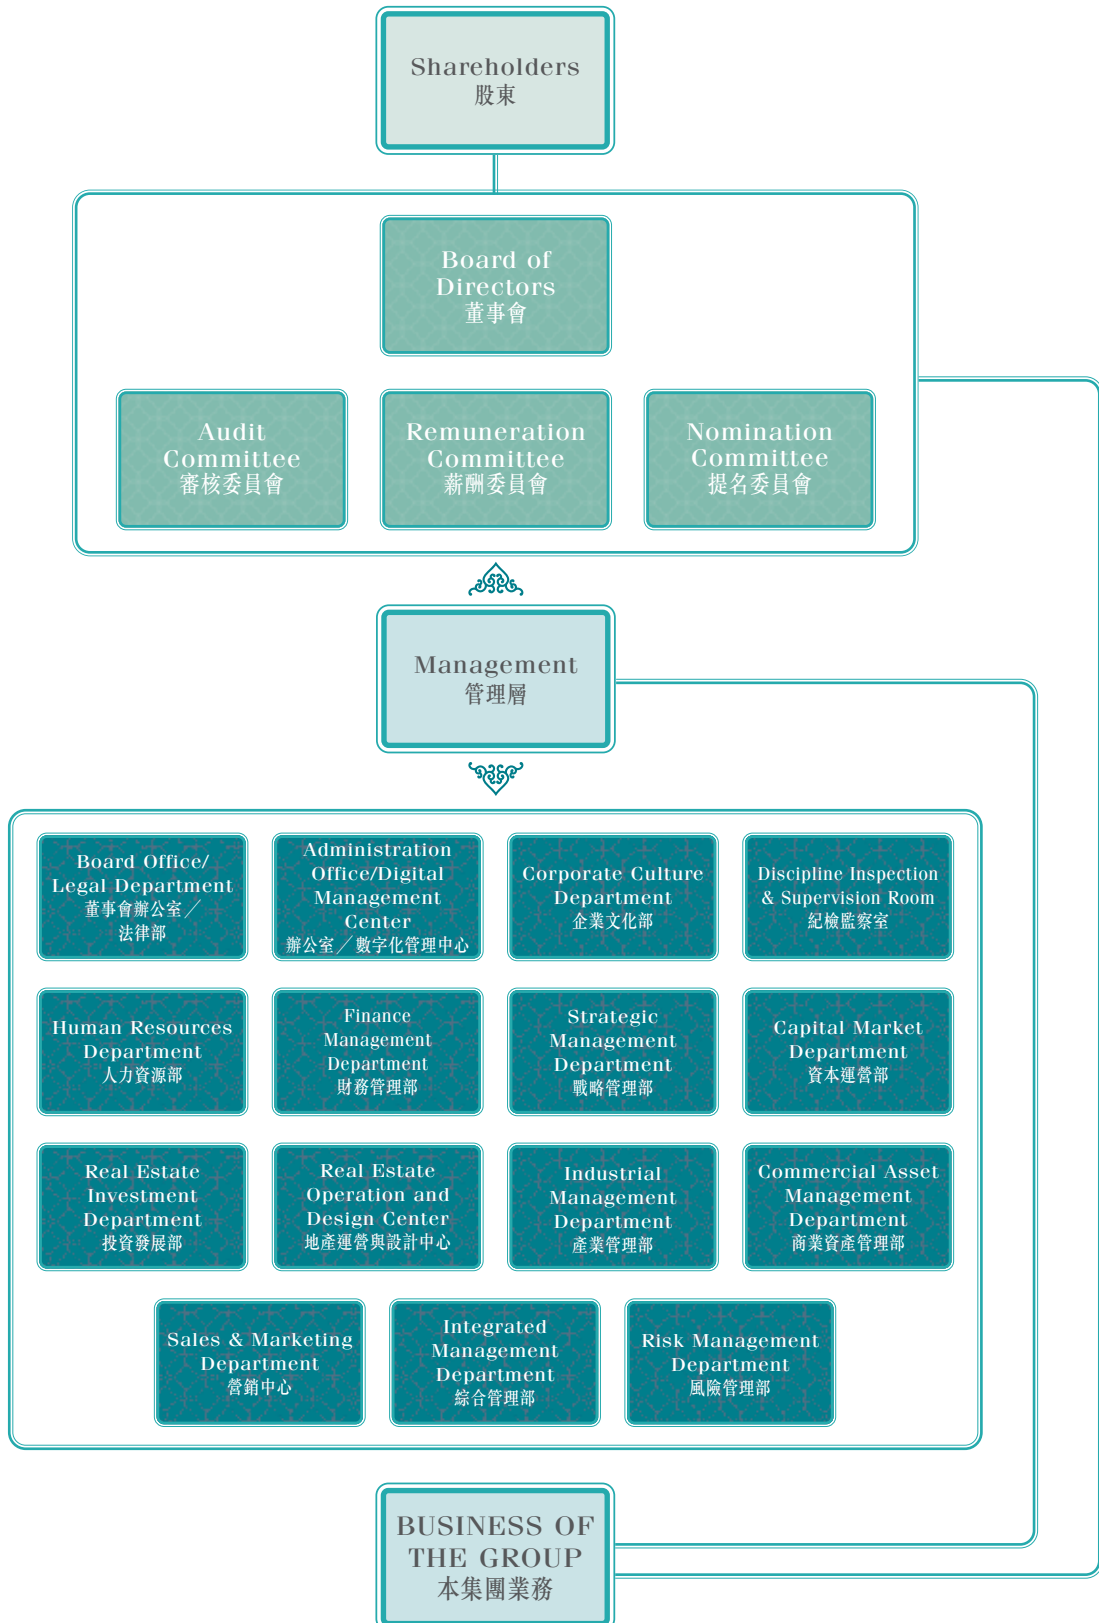 Shareholders
股東
Board of
Directors
董事會
Audit
Committee
審核委員會
Remuneration
Committee
薪酬委員會
Nomination
Committee
提名委員會
Management
管理層
Board Office/
Legal Department
董事會辦公室／
法律部
Administration
Office/Digital
Management
Center
辦公室／數字化管理中心
Corporate Culture
Department
企業文化部
Discipline Inspection
& Supervision Room
紀檢監察室
Human Resources
Department
人力資源部
Finance
Management
Department
財務管理部
Strategic
Management
Department
戰略管理部
Capital Market
Department
資本運營部
Real Estate
Investment
Department
投資發展部
Real Estate
Operation and
Design Center
地產運營與設計中心
Industrial
Management
Department
產業管理部
Commercial Asset
Management
Department
商業資產管理部
Sales & Marketing
Department
營銷中心
Integrated
Management
Department
綜合管理部
Risk Management
Department
風險管理部
BUSINESS OF
THE GROUP
本集團業務